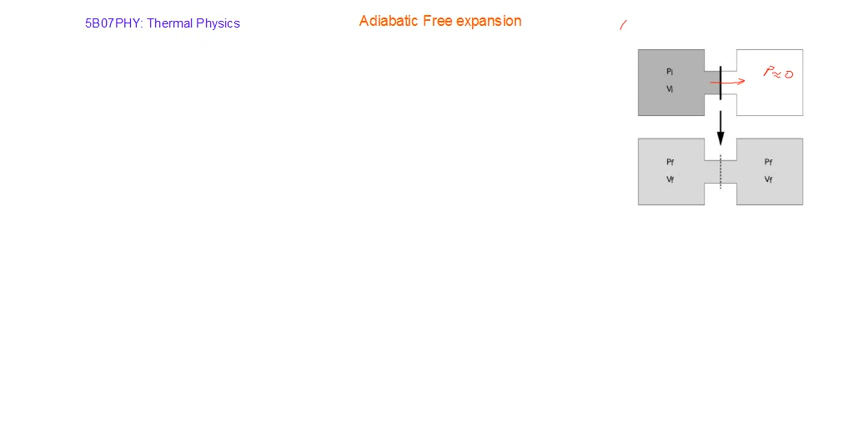 5B07PHY: Thermal Physics
Adiabatic Free expansion
Pi
Vi
P≈0
Pf
Vf
Pf
Vf